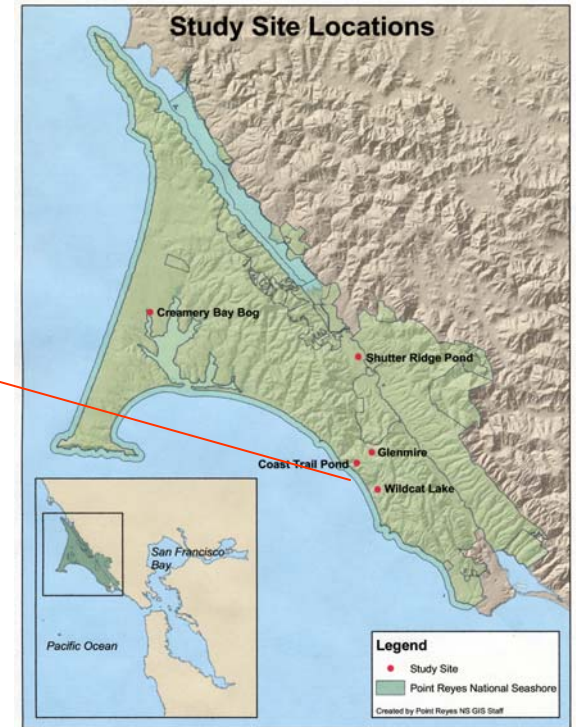 Study Site Locations
Creamery Bay Bog
Shutter Ridge Pond
Glenmire
Coast Trail Pond
Wildcat Lake
San Francisco
Bay
Pacific Ocean
Legend
Study Site
Point Reyes National Seashore
Created by Point Reyes NS GIS Staff